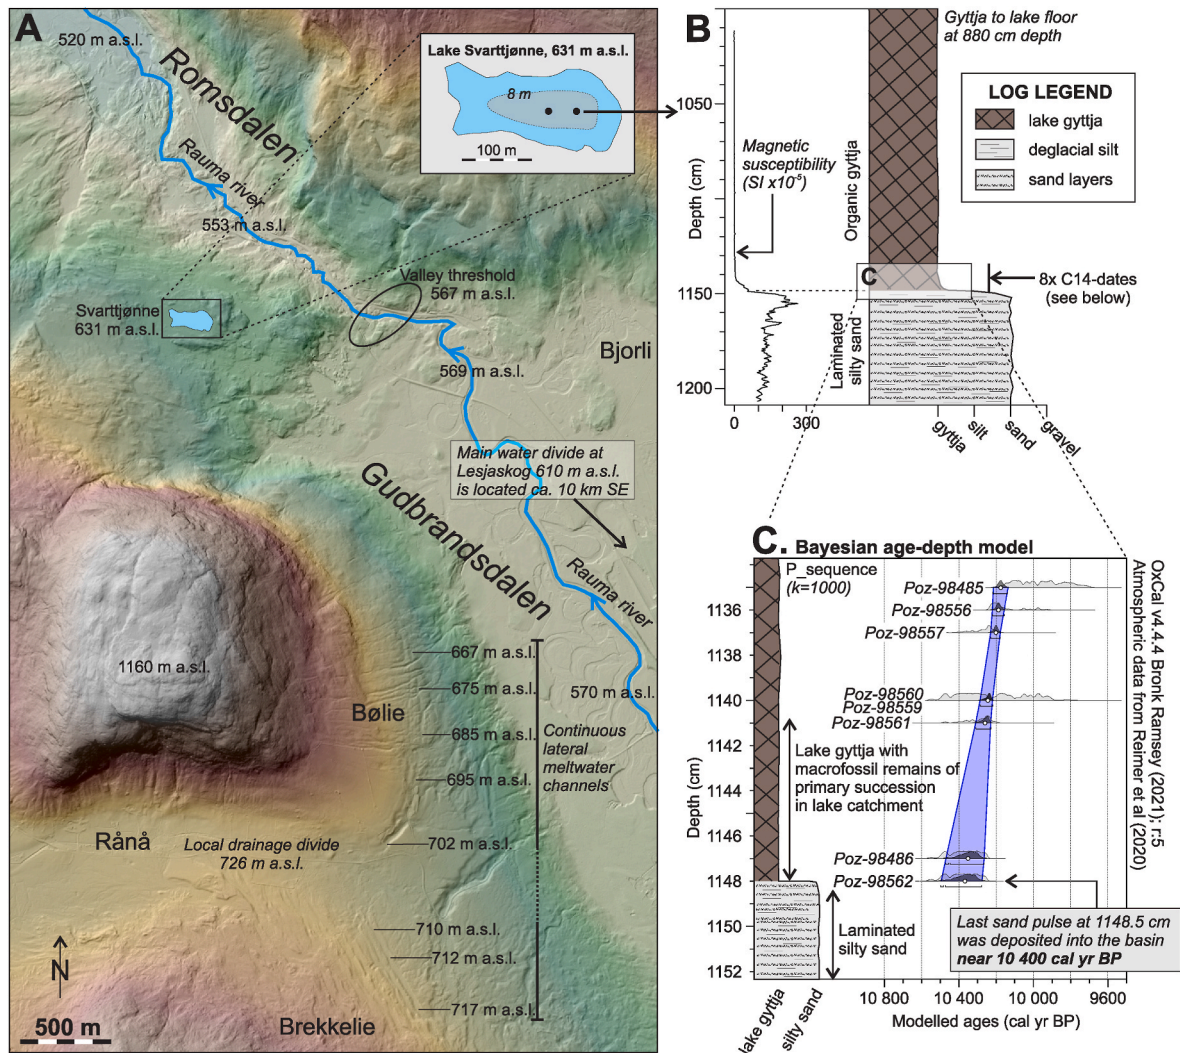 A
520 m a.s.l.
Romsdalen
Rauma river
553 m a.s.l.
Lake Svarttjønne, 631 m a.s.l.
8 m
100 m
Valley threshold
567 m a.s.l.
Svarttjønne
631 m a.s.l.
Bjorli
569 m a.s.l.
Main water divide at
Lesjaskog 610 m a.s.l.
is located ca. 10 km SE
Gudbrandsdalen
Rauma river
570 m a.s.l.
1160 m a.s.l.
Bølie
667 m a.s.l.
675 m a.s.l.
685 m a.s.l.
695 m a.s.l.
702 m a.s.l.
710 m a.s.l.
712 m a.s.l.
717 m a.s.l.
Continuous
lateral
meltwater
channels
Rånå
Local drainage divide
726 m a.s.l.
N
500 m
Brekkelie
B
Gyttja to lake floor
at 880 cm depth
LOG LEGEND
lake gyttja
deglacial silt
sand layers
Depth (cm)
1050
1150
1200
Magnetic
susceptibility
(SI x10-5)
Organic gyttja
Laminated
silty sand
C
8x C14-dates
(see below)
0
300
gyttja
silt
sand
gravel
C. Bayesian age-depth model
P_sequence
(k=1000)
Poz-98485
Poz-98556
Poz-98557
Poz-98560
Poz-98559
Poz-98561
Poz-98486
Poz-98562
Depth (cm)
1136
1138
1140
1142
1144
1146
1148
1150
1152
Lake gyttja with
macrofossil remains of
primary succession
in lake catchment
Laminated
silty sand
Last sand pulse at 1148.5 cm
was deposited into the basin
near 10 400 cal yr BP
lake gyttja
silty sand
10 800
10 400
10 000
9600
Modelled ages (cal yr BP)
OxCal v4.4.4 Bronk Ramsey (2021); r:5
Atmospheric data from Reimer et al (2020)